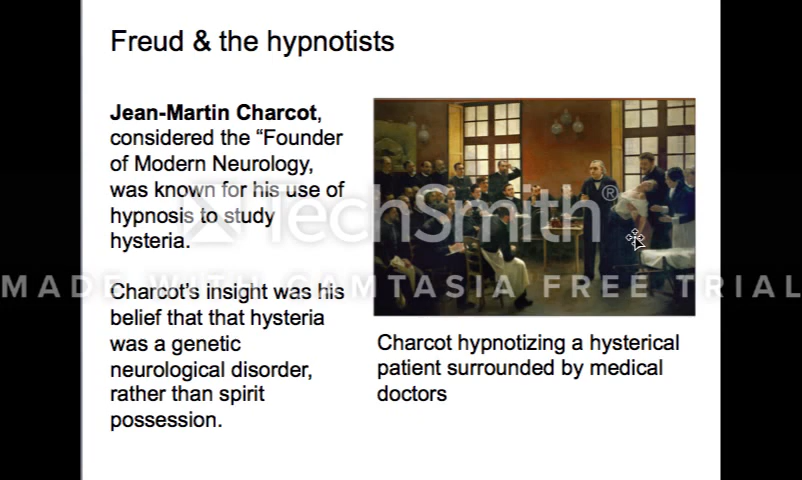 Freud & the hypnotists
Jean-Martin Charcot,
considered the “Founder
of Modern Neurology,
was known for his use of
hypnosis to study
hysteria.
Charcot’s insight was his
belief that that hysteria
was a genetic
neurological disorder,
rather than spirit
possession.
Charcot hypnotizing a hysterical
patient surrounded by medical
doctors
TechSmith®
MADE WITH CAMTASIA FREE TRIAL